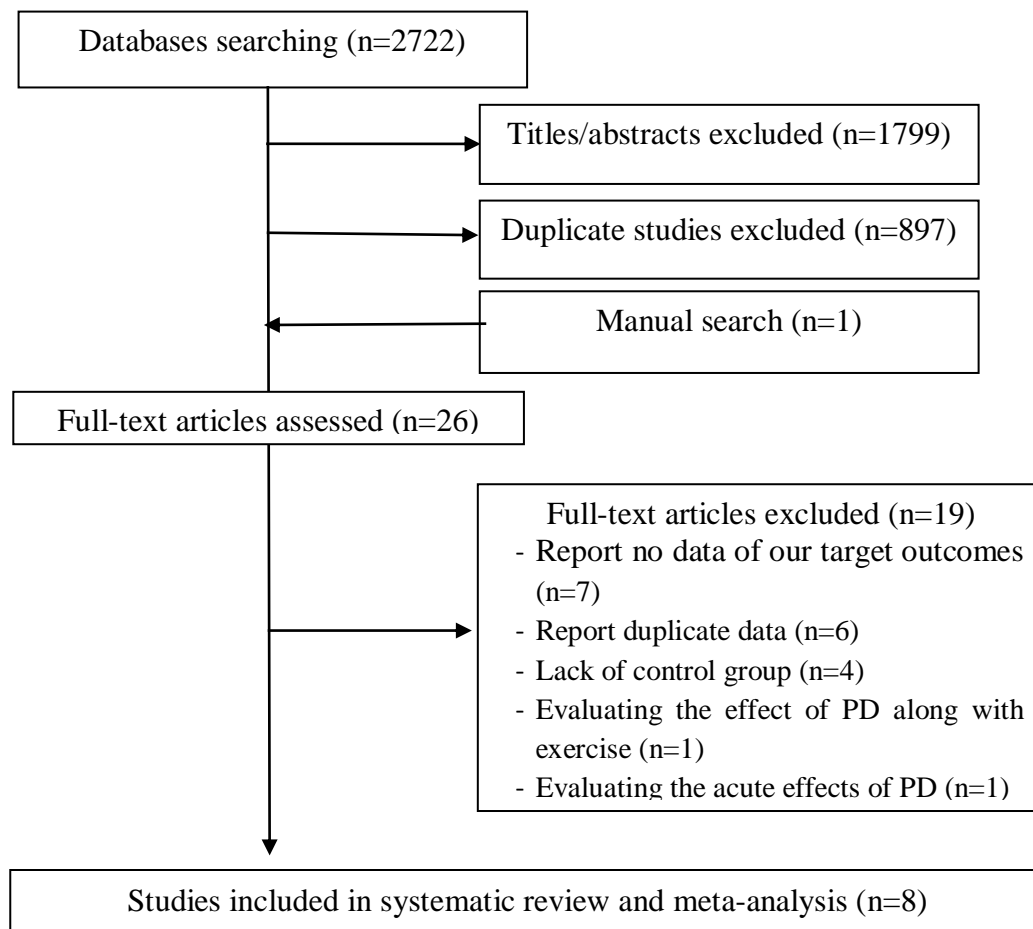 Databases searching (n=2722)
Titles/abstracts excluded (n=1799)
Duplicate studies excluded (n=897)
Manual search (n=1)
Full-text articles assessed (n=26)
Full-text articles excluded (n=19)
- Report no data of our target outcomes
(n=7)
- Report duplicate data (n=6)
- Lack of control group (n=4)
- Evaluating the effect of PD along with
exercise (n=1)
- Evaluating the acute effects of PD (n=1)
Studies included in systematic review and meta-analysis (n=8)